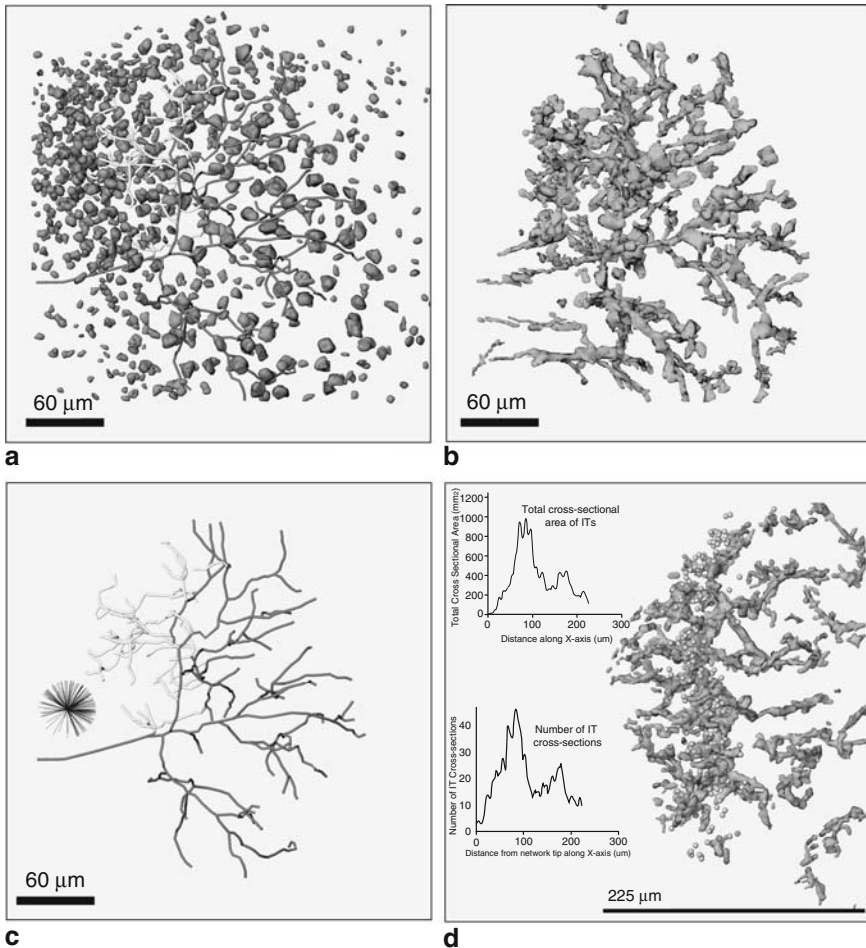 60 µm
a
60 µm
b
60 µm
c
Total Cross Sectional Area (mm2)
1200
1000
800
600
400
200
0
Total cross-sectional
area of ITs
0
100
200
300
Distance along X-axis (um)
Number of IT Cross-sections
40
30
20
10
0
Number of IT
cross-sections
0
100
200
300
Distance from network tip along X-axis (um)
225 µm
d